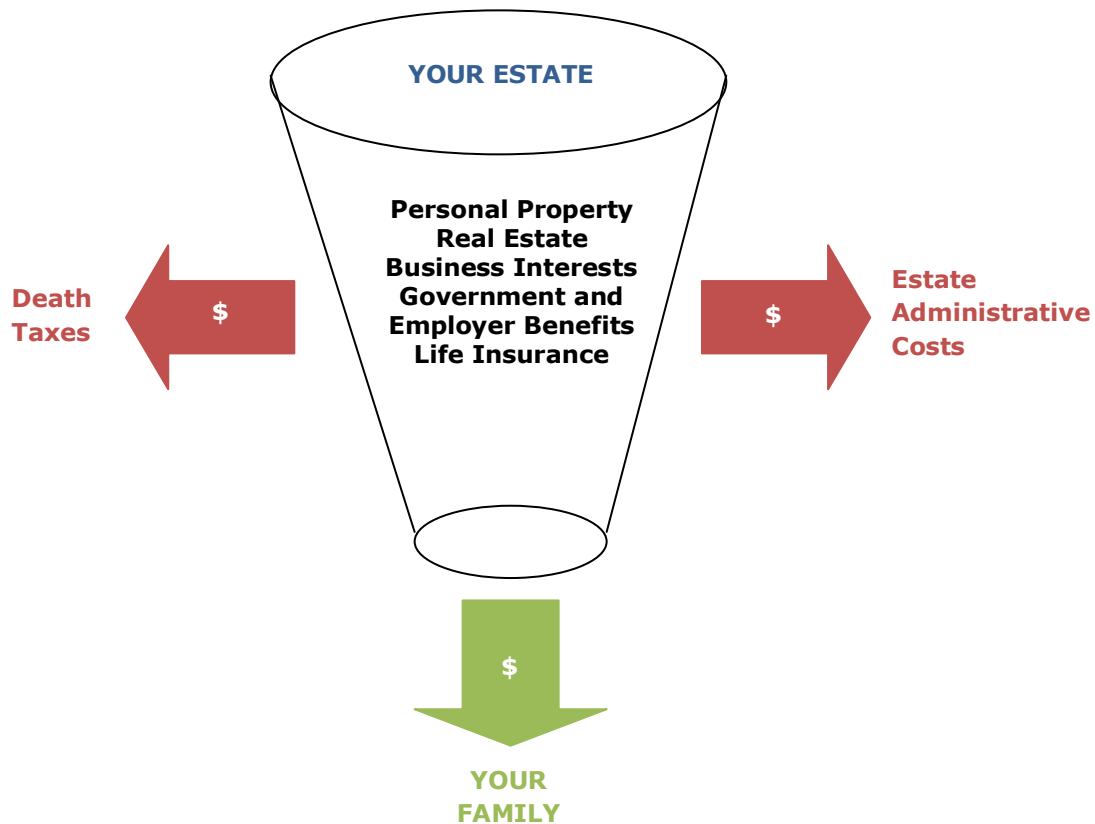 YOUR ESTATE
Personal Property
Real Estate
Business Interests
Government and
Employer Benefits
Life Insurance
Death
Taxes
$
$
Estate
Administrative
Costs
$
YOUR
FAMILY